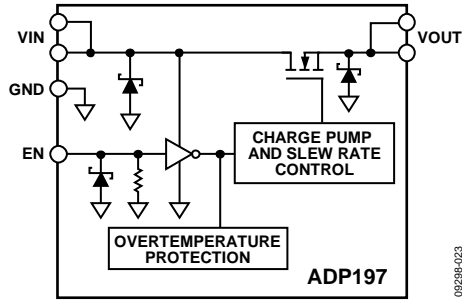 VIN
VOUT
GND
EN
CHARGE PUMP
AND SLEW RATE
CONTROL
OVERTEMPERATURE
PROTECTION
ADP197
09298-023